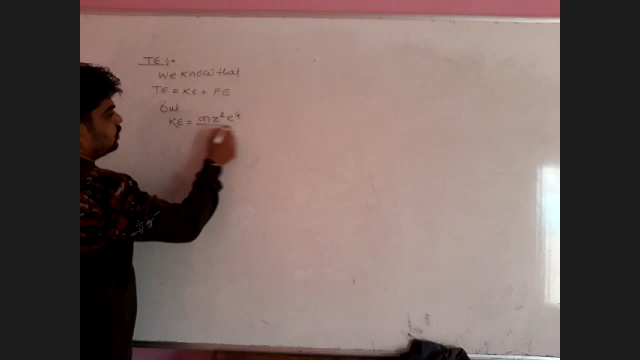 TE :→
We know that
TE = KE + PE
But
KE = mz²e⁴